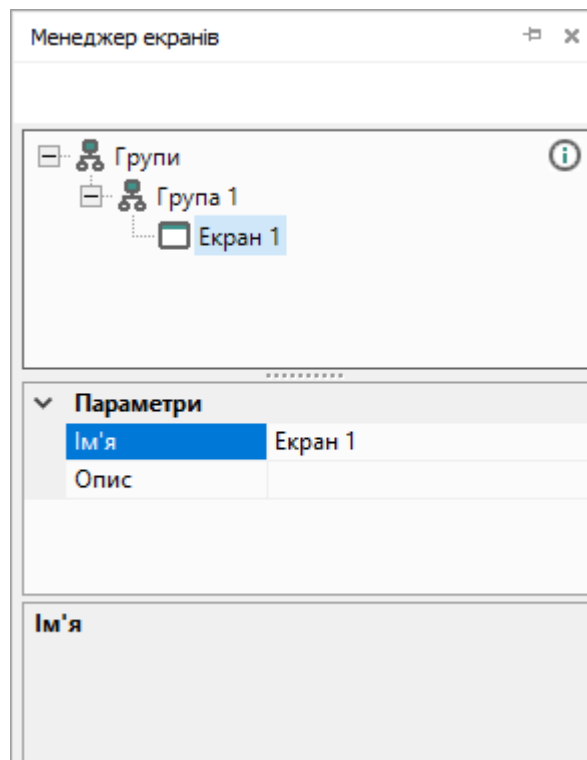 Менеджер екранів
Групи
Група 1
Екран 1
Параметри
Ім'я Екран 1
Опис
Ім'я